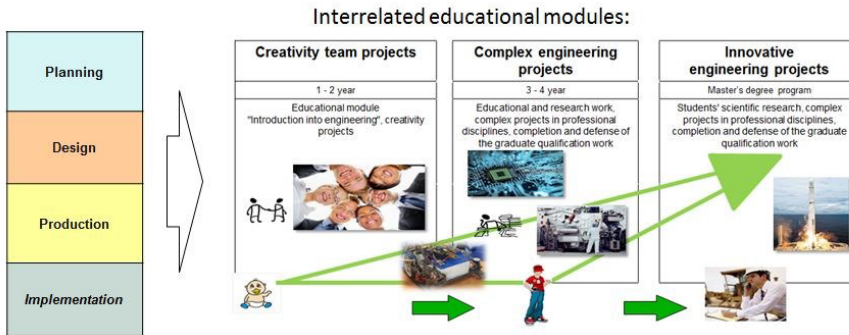 Interrelated educational modules:
Planning
Design
Production
Implementation
Creativity team projects
1 - 2 year
Educational module
"Introduction into engineering", creativity
projects
Complex engineering
projects
3 - 4 year
Educational and research work,
complex projects in professional
disciplines, completion and defense of
the graduate qualification work
Innovative
engineering projects
Master's degree program
Students' scientific research, complex
projects in professional disciplines,
completion and defense of the graduate
qualification work